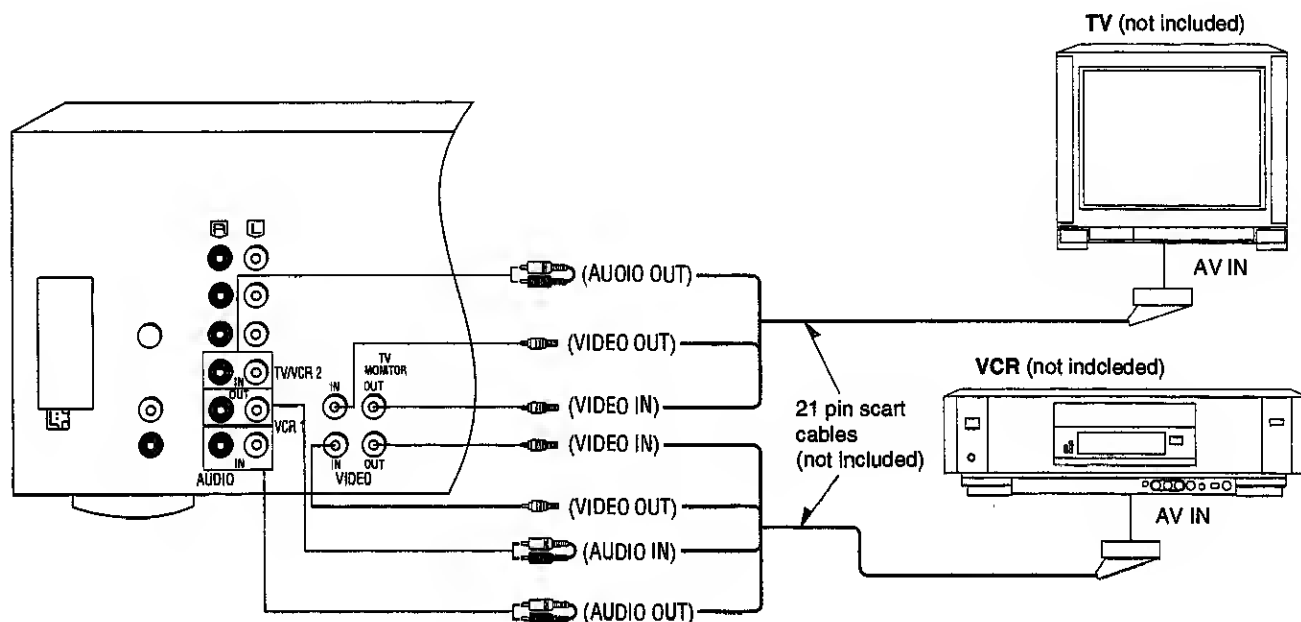 TV (not included)
R L
(AUOIO OUT)
AV IN
(VIDEO OUT)
TV
MONITOR
IN
OUT
IN
TV/VCR 2
VCR (not indcleded)
OUT
(VIDEO IN)
21 pin scart
cables
(not included)
VCR 1
(VIDEO IN)
IN
IN
OUT
AUDIO
VIDEO
(VIDEO OUT)
AV IN
(AUDIO IN)
(AUDIO OUT)